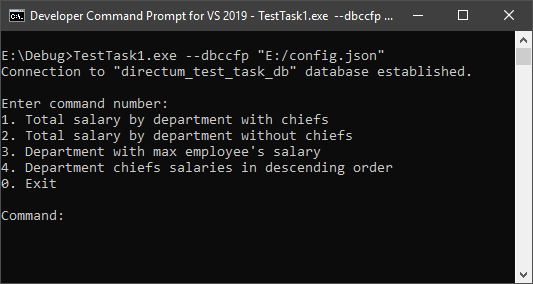 Developer Command Prompt for VS 2019 - TestTask1.exe --dbccfp ...
E:\Debug>TestTask1.exe --dbccfp "E:/config.json"
Connection to "directum_test_task_db" database established.
Enter command number:
1. Total salary by department with chiefs
2. Total salary by department without chiefs
3. Department with max employee's salary
4. Department chiefs salaries in descending order
0. Exit
Command: